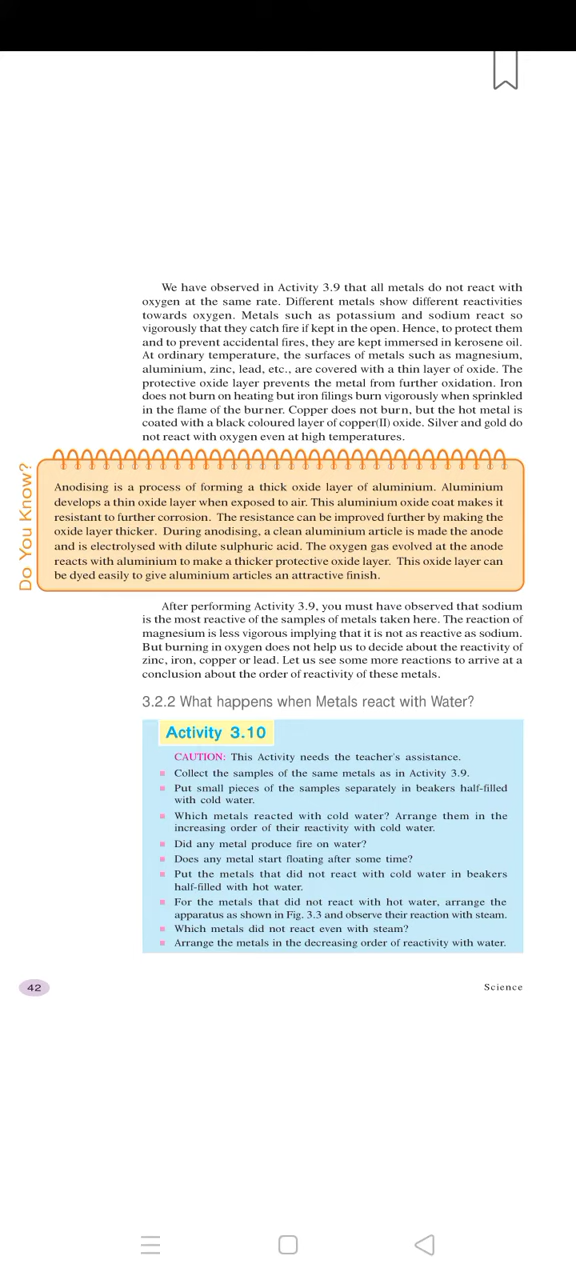 We have observed in Activity 3.9 that all metals do not react with
oxygen at the same rate. Different metals show different reactivities
towards oxygen. Metals such as potassium and sodium react so
vigorously that they catch fire if kept in the open. Hence, to protect them
and to prevent accidental fires, they are kept immersed in kerosene oil.
At ordinary temperature, the surfaces of metals such as magnesium,
aluminium, zinc, lead, etc., are covered with a thin layer of oxide. The
protective oxide layer prevents the metal from further oxidation. Iron
does not burn on heating but iron filings burn vigorously when sprinkled
in the flame of the burner. Copper does not burn, but the hot metal is
coated with a black coloured layer of copper(II) oxide. Silver and gold do
not react with oxygen even at high temperatures.
Do You Know?
Anodising is a process of forming a thick oxide layer of aluminium. Aluminium
develops a thin oxide layer when exposed to air. This aluminium oxide coat makes it
resistant to further corrosion. The resistance can be improved further by making the
oxide layer thicker. During anodising, a clean aluminium article is made the anode
and is electrolysed with dilute sulphuric acid. The oxygen gas evolved at the anode
reacts with aluminium to make a thicker protective oxide layer. This oxide layer can
be dyed easily to give aluminium articles an attractive finish.
After performing Activity 3.9, you must have observed that sodium
is the most reactive of the samples of metals taken here. The reaction of
magnesium is less vigorous implying that it is not as reactive as sodium.
But burning in oxygen does not help us to decide about the reactivity of
zinc, iron, copper or lead. Let us see some more reactions to arrive at a
conclusion about the order of reactivity of these metals.
3.2.2 What happens when Metals react with Water?
Activity 3.10
CAUTION: This Activity needs the teacher's assistance.
Collect the samples of the same metals as in Activity 3.9.
Put small pieces of the samples separately in beakers half-filled
with cold water.
Which metals reacted with cold water? Arrange them in the
increasing order of their reactivity with cold water.
Did any metal produce fire on water?
Does any metal start floating after some time?
Put the metals that did not react with cold water in beakers
half-filled with hot water.
For the metals that did not react with hot water, arrange the
apparatus as shown in Fig. 3.3 and observe their reaction with steam.
Which metals did not react even with steam?
Arrange the metals in the decreasing order of reactivity with water.
42
Science